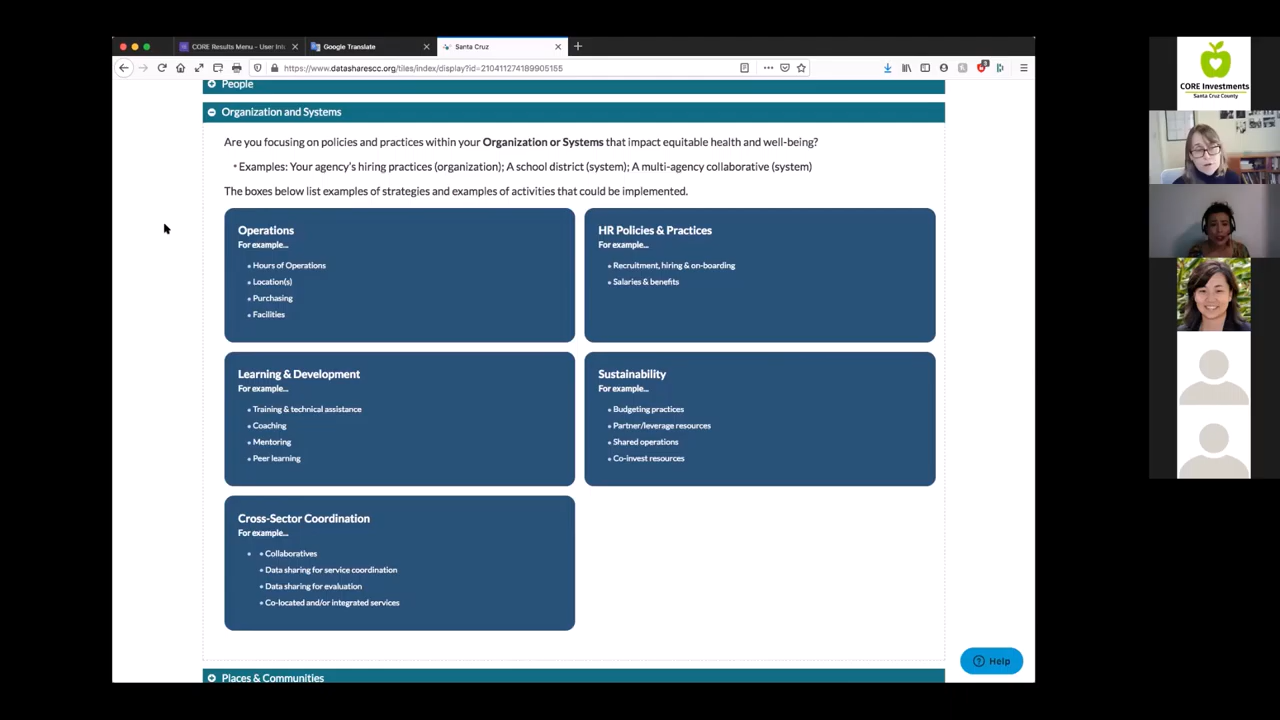 CORE Results Menu - User Int
Google Translate
Santa Cruz
https://www.datasharescc.org/tiles/index/display?id=210411274189905155
People
Organization and Systems
Are you focusing on policies and practices within your Organization or Systems that impact equitable health and well-being?
* Examples: Your agency's hiring practices (organization); A school district (system); A multi-agency collaborative (system)
The boxes below list examples of strategies and examples of activities that could be implemented.
Operations
For example...
• Hours of Operations
• Location(s)
• Purchasing
• Facilities
HR Policies & Practices
For example...
• Recruitment, hiring & on-boarding
• Salaries & benefits
Learning & Development
For example...
• Training & technical assistance
• Coaching
• Mentoring
• Peer learning
Sustainability
For example...
• Budgeting practices
• Partner/leverage resources
• Shared operations
• Co-invest resources
Cross-Sector Coordination
For example...
• • Collaboratives
• Data sharing for service coordination
• Data sharing for evaluation
• Co-located and/or integrated services
Places & Communities
Help
CORE Investments
Santa Cruz County